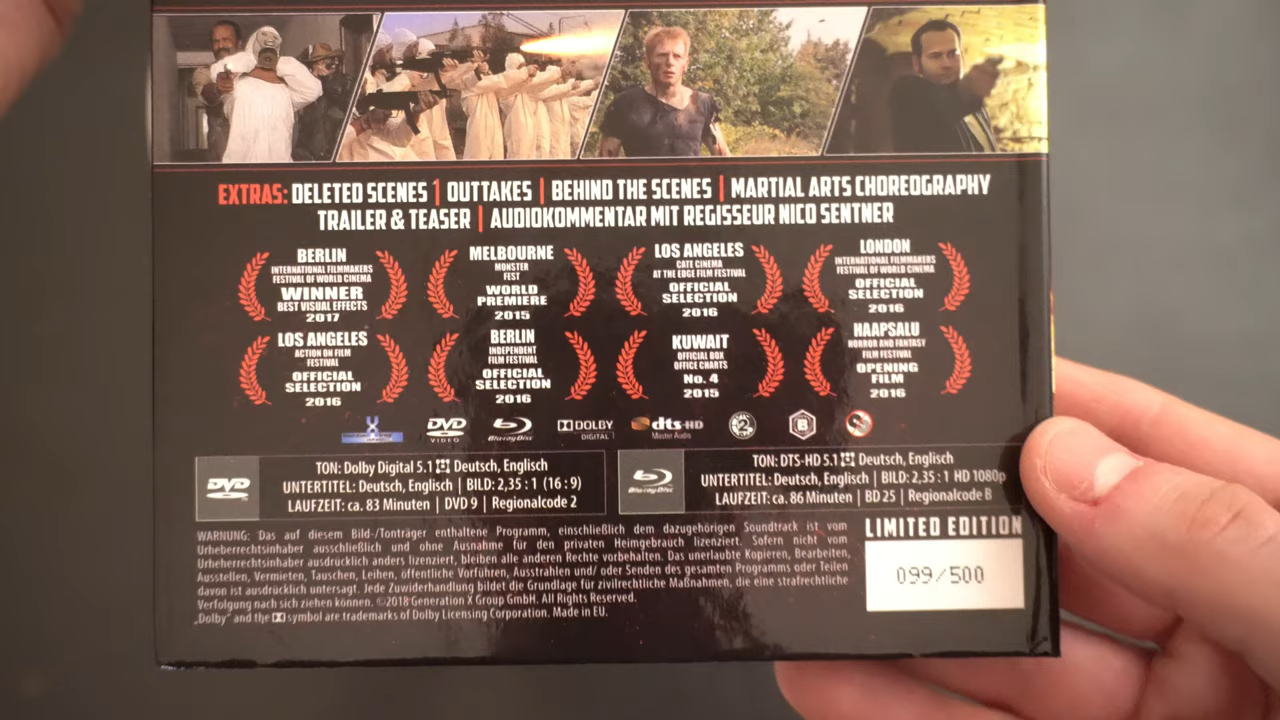 EXTRAS: DELETED SCENES | OUTTAKES | BEHIND THE SCENES | MARTIAL ARTS CHOREOGRAPHY
TRAILER & TEASER | AUDIOKOMMENTAR MIT REGISSEUR NICO SENTNER
BERLIN
INTERNATIONAL FILMMAKERS
FESTIVAL OF WORLD CINEMA
WINNER
BEST VISUAL EFFECTS
2017
MELBOURNE
MONSTER
FEST
WORLD
PREMIERE
2015
LOS ANGELES
CATE CINEMA
AT THE EDGE FILM FESTIVAL
OFFICIAL
SELECTION
2016
LONDON
INTERNATIONAL FILMMAKERS
FESTIVAL OF WORLD CINEMA
OFFICIAL
SELECTION
2016
LOS ANGELES
ACTION ON FILM
FESTIVAL
OFFICIAL
SELECTION
2016
BERLIN
INDEPENDENT
FILM FESTIVAL
OFFICIAL
SELECTION
2016
KUWAIT
OFFICIAL BOX
OFFICE CHARTS
No. 4
2015
HAAPSALU
HORROR AND FANTASY
FILM FESTIVAL
OPENING
FILM
2016
DVD
VIDEO
Blu-ray Disc
DOLBY
DIGITAL
dts-HD
Master Audio
2
B
DVD
TON: Dolby Digital 5.1 Deutsch, Englisch
UNTERTITEL: Deutsch, Englisch | BILD: 2,35 : 1 (16 : 9)
LAUFZEIT: ca. 83 Minuten | DVD 9 | Regionalcode 2
Blu-ray Disc
TON: DTS-HD 5.1 Deutsch, Englisch
UNTERTITEL: Deutsch, Englisch | BILD: 2,35 : 1 HD 1080p
LAUFZEIT: ca. 86 Minuten | BD 25 | Regionalcode B
WARNUNG: Das auf diesem Bild-/Tonträger enthaltene Programm, einschließlich dem dazugehörigen Soundtrack ist vom
Urheberrechtsinhaber ausschließlich und ohne Ausnahme für den privaten Heimgebrauch lizenziert. Sofern nicht vom
Urheherrechtsinhaber ausdrücklich anders lizenziert, bleiben alle anderen Rechte vorbehalten. Das unerlaubte Kopieren, Bearbeiten,
Ausstellen, Vermieten, Tauschen, Leihen, öffentliche Vorführen, Ausstrahlen und/ oder Senden des gesamten Programms oder Teilen
davon ist ausdrücklich untersagt. Jede Zuwiderhandlung bildet die Grundlage für zivilrechtliche Maßnahmen, die eine strafrechtliche
Verfolgung nach sich ziehen können. ©2018 Generation X Group GmbH. All Rights Reserved.
„Dolby" and the symbol are trademarks of Dolby Licensing Corporation. Made in EU.
LIMITED EDITION
099/500